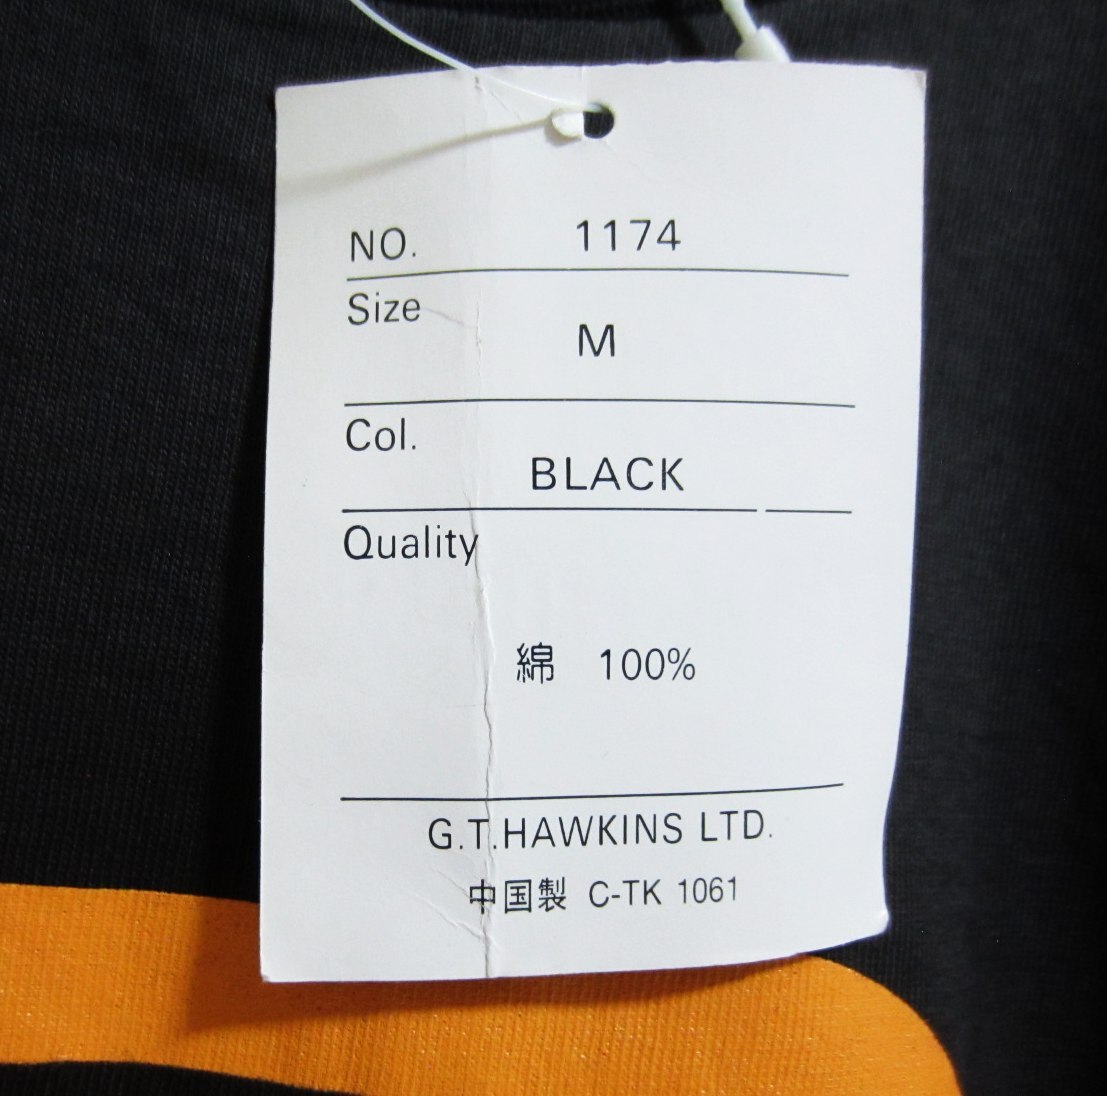 NO. 1174
Size
M
Col.
BLACK
Quality
綿 100%
G.T.HAWKINS LTD.
中国製 C-TK 1061